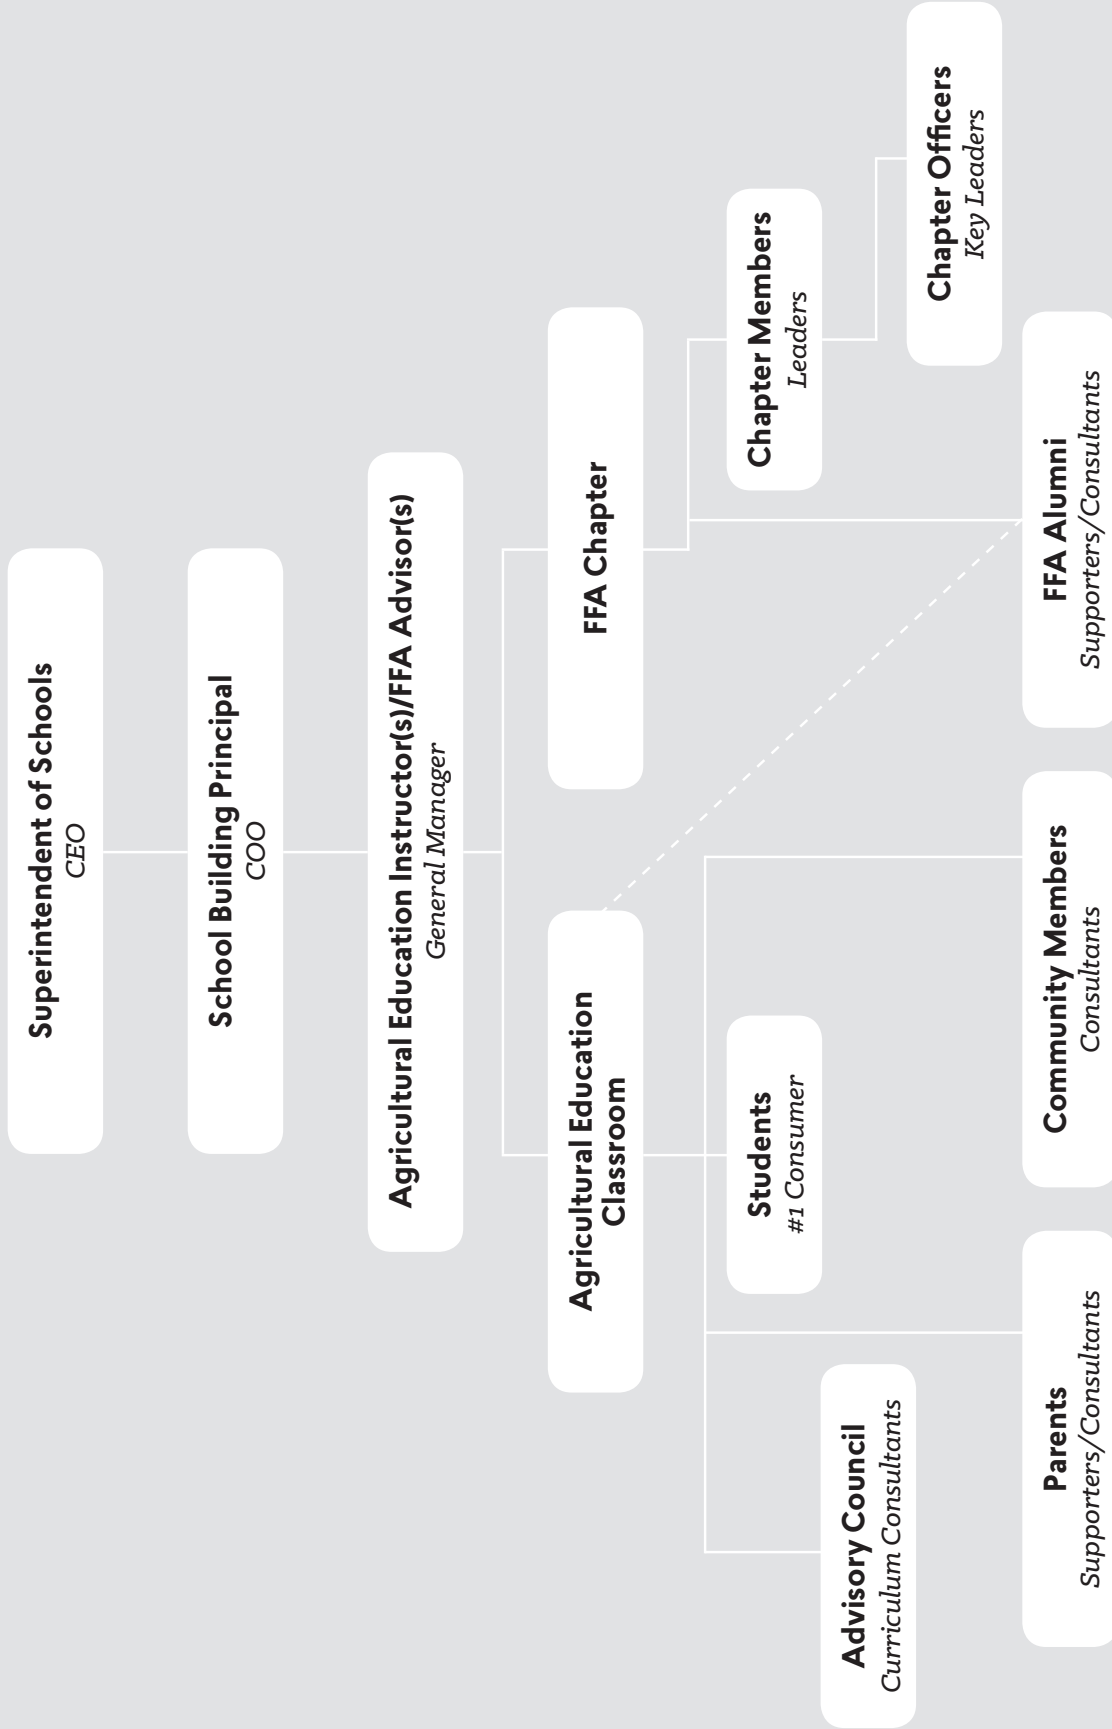 Superintendent of Schools
CEO
School Building Principal
COO
Agricultural Education Instructor(s)/FFA Advisor(s)
General Manager
Agricultural Education
Classroom
FFA Chapter
Students
#1 Consumer
Chapter Members
Leaders
Advisory Council
Curriculum Consultants
Chapter Officers
Key Leaders
Parents
Supporters/Consultants
Community Members
Consultants
FFA Alumni
Supporters/Consultants